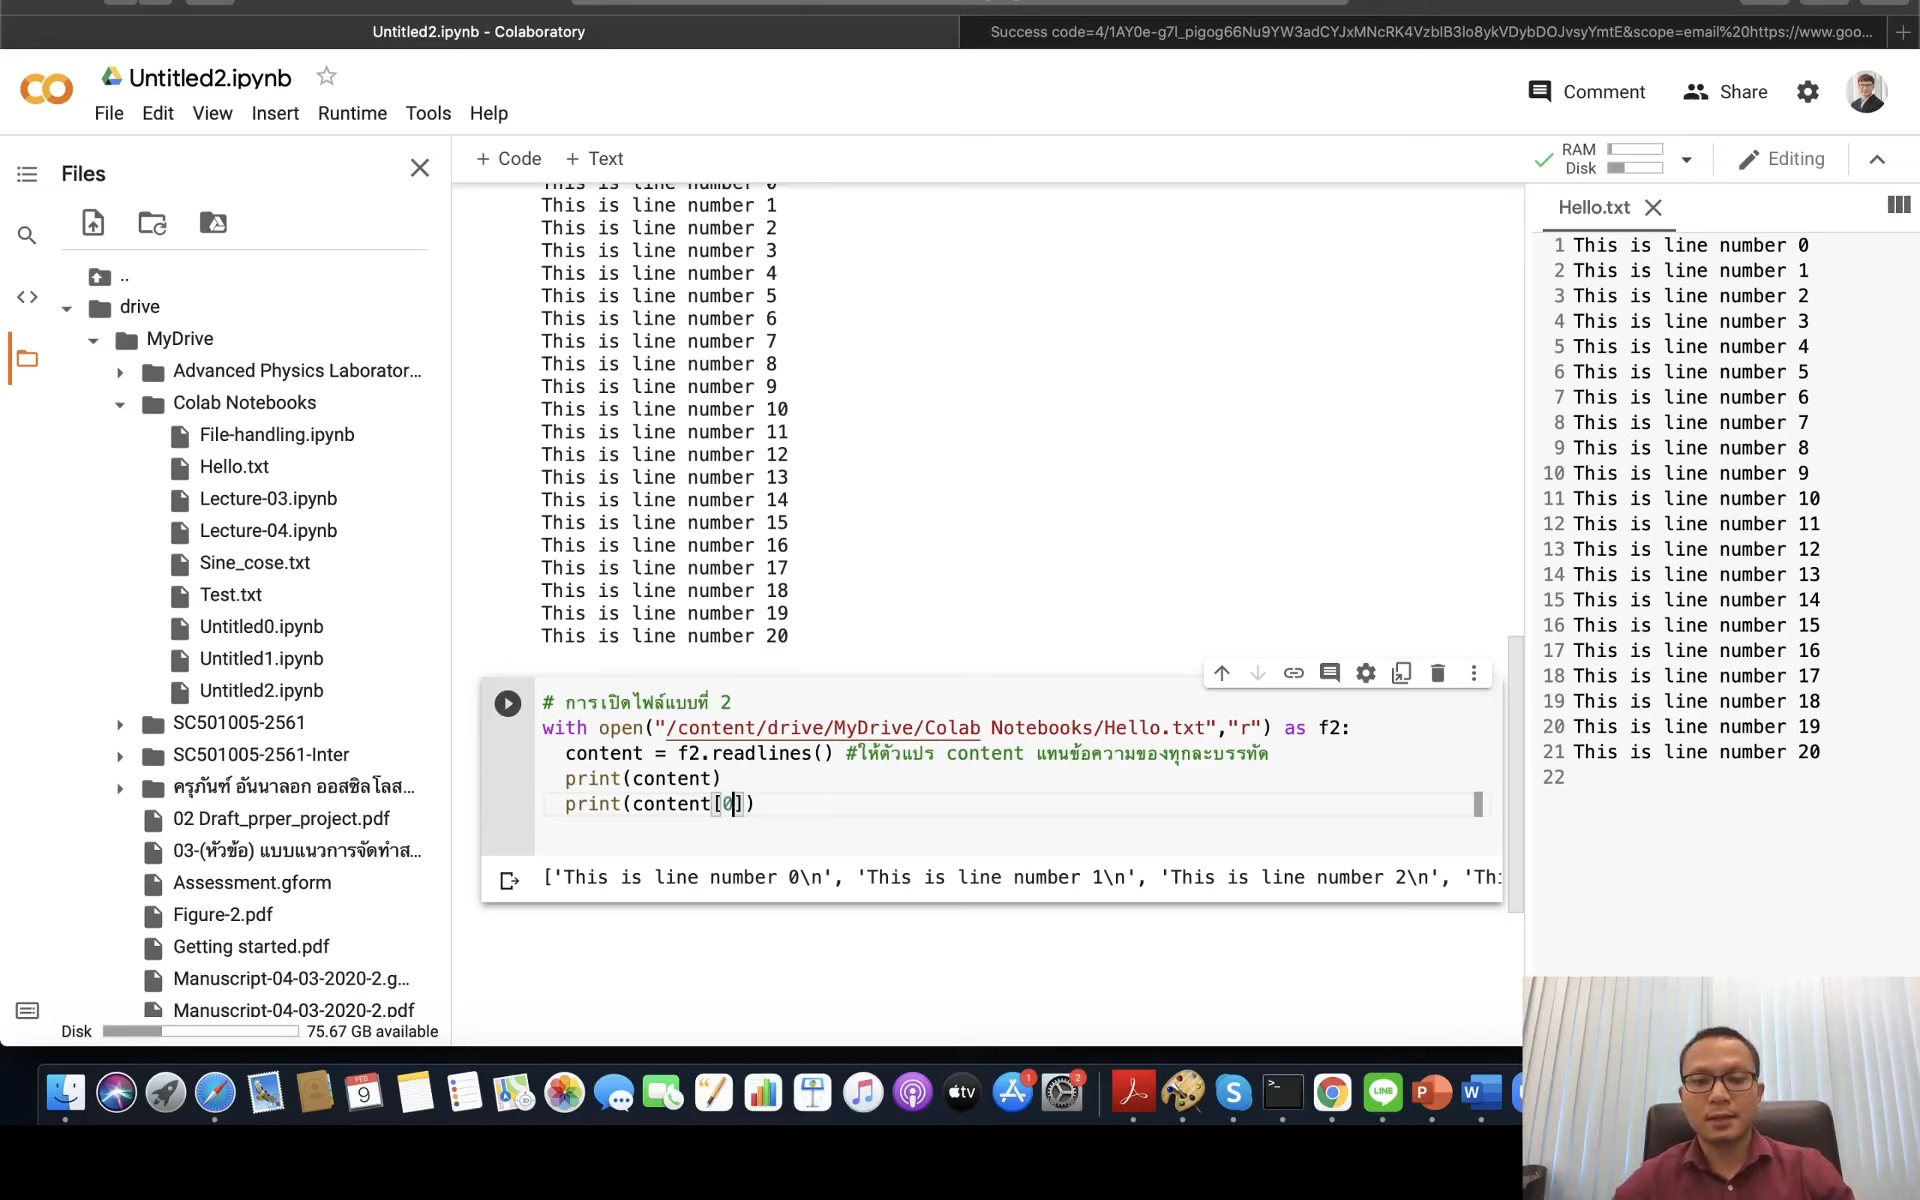 Untitled2.ipynb - Colaboratory
Success code=4/1AY0e-g7l_pigog66Nu9YW3adCYJxMNcRK4VzblB3lo8ykVDybDOJvsyYmtE&scope=email%20https://www.goo...
CO
Untitled2.ipynb
Comment
Share
File Edit View Insert Runtime Tools Help
Files
+ Code + Text
RAM
Disk
Editing
..
drive
MyDrive
Advanced Physics Laborator...
Colab Notebooks
File-handling.ipynb
Hello.txt
Lecture-03.ipynb
Lecture-04.ipynb
Sine_cose.txt
Test.txt
Untitled0.ipynb
Untitled1.ipynb
Untitled2.ipynb
SC501005-2561
SC501005-2561-Inter
ครุภันฑ์ อันนาลอก ออสซิลโลส...
02 Draft_prper_project.pdf
03-(หัวข้อ) แบบแนวการจัดทำส...
Assessment.gform
Figure-2.pdf
Getting started.pdf
Manuscript-04-03-2020-2.g...
Manuscript-04-03-2020-2.pdf
Disk 75.67 GB available
This is line number 0
This is line number 1
This is line number 2
This is line number 3
This is line number 4
This is line number 5
This is line number 6
This is line number 7
This is line number 8
This is line number 9
This is line number 10
This is line number 11
This is line number 12
This is line number 13
This is line number 14
This is line number 15
This is line number 16
This is line number 17
This is line number 18
This is line number 19
This is line number 20
# การเปิดไฟล์แบบที่ 2
with open("/content/drive/MyDrive/Colab Notebooks/Hello.txt","r") as f2:
content = f2.readlines() #ให้ตัวแปร content แทนข้อความของทุกละบรรทัด
print(content)
print(content[0])
['This is line number 0\n', 'This is line number 1\n', 'This is line number 2\n', 'Thi
Hello.txt
1 This is line number 0
2 This is line number 1
3 This is line number 2
4 This is line number 3
5 This is line number 4
6 This is line number 5
7 This is line number 6
8 This is line number 7
9 This is line number 8
10 This is line number 9
11 This is line number 10
12 This is line number 11
13 This is line number 12
14 This is line number 13
15 This is line number 14
16 This is line number 15
17 This is line number 16
18 This is line number 17
19 This is line number 18
20 This is line number 19
21 This is line number 20
22
FEB
9
3D
tv
1
2
S
>_
LINE
P
W